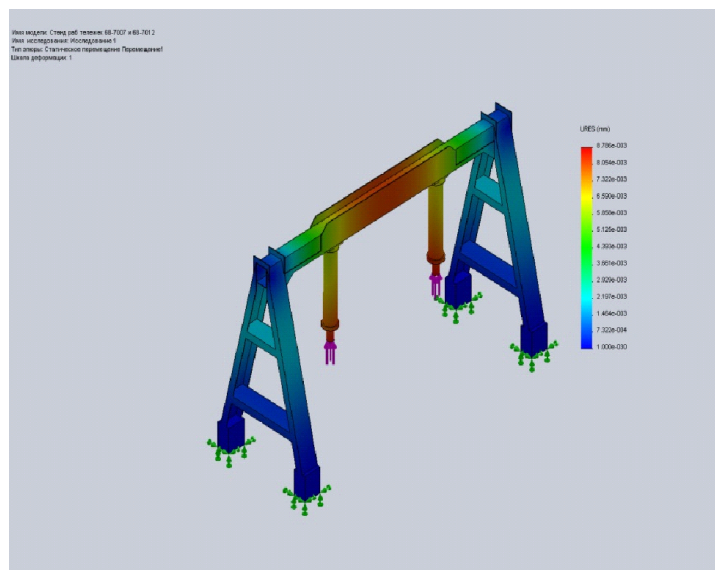 Имя модели: Стенд раб тележек 68-7007 и 68-7012
Имя исследования: Исследование 1
Тип эпюры: Статическое перемещение Перемещение1
Шкала деформации: 1
URES (mm)
8.786e-003
8.054e-003
7.322e-003
6.590e-003
5.858e-003
5.125e-003
4.393e-003
3.661e-003
2.929e-003
2.197e-003
1.464e-003
7.322e-004
1.000e-030